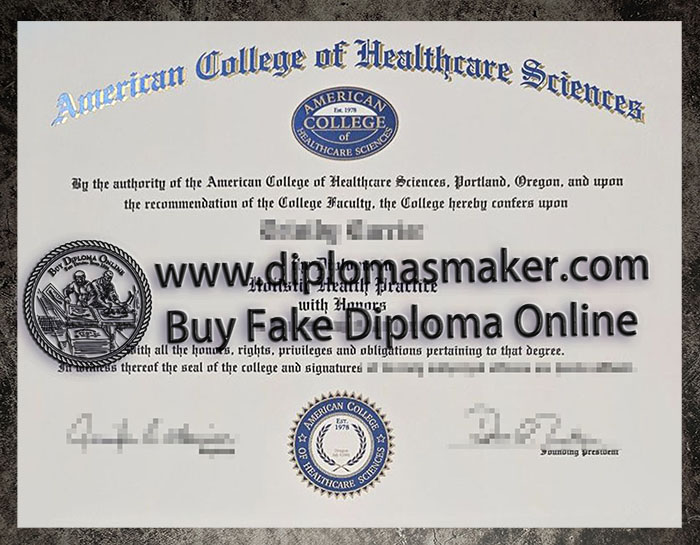 American College of Healthcare Sciences
AMERICAN
Est. 1978
COLLEGE
of
HEALTHCARE SCIENCES
By the authority of the American College of Healthcare Sciences, Portland, Oregon, and upon
the recommendation of the College Faculty, the College hereby confers upon
BUY DIPLOMA ONLINE
www.diplomasmaker.com
Holistic Health Practice
with Honors
Buy Fake Diploma Online
with all the honors, rights, privileges and obligations pertaining to that degree.
In witness thereof the seal of the college and signatures
AMERICAN COLLEGE
Est.
1978
OF HEALTHCARE SCIENCES
Founding President